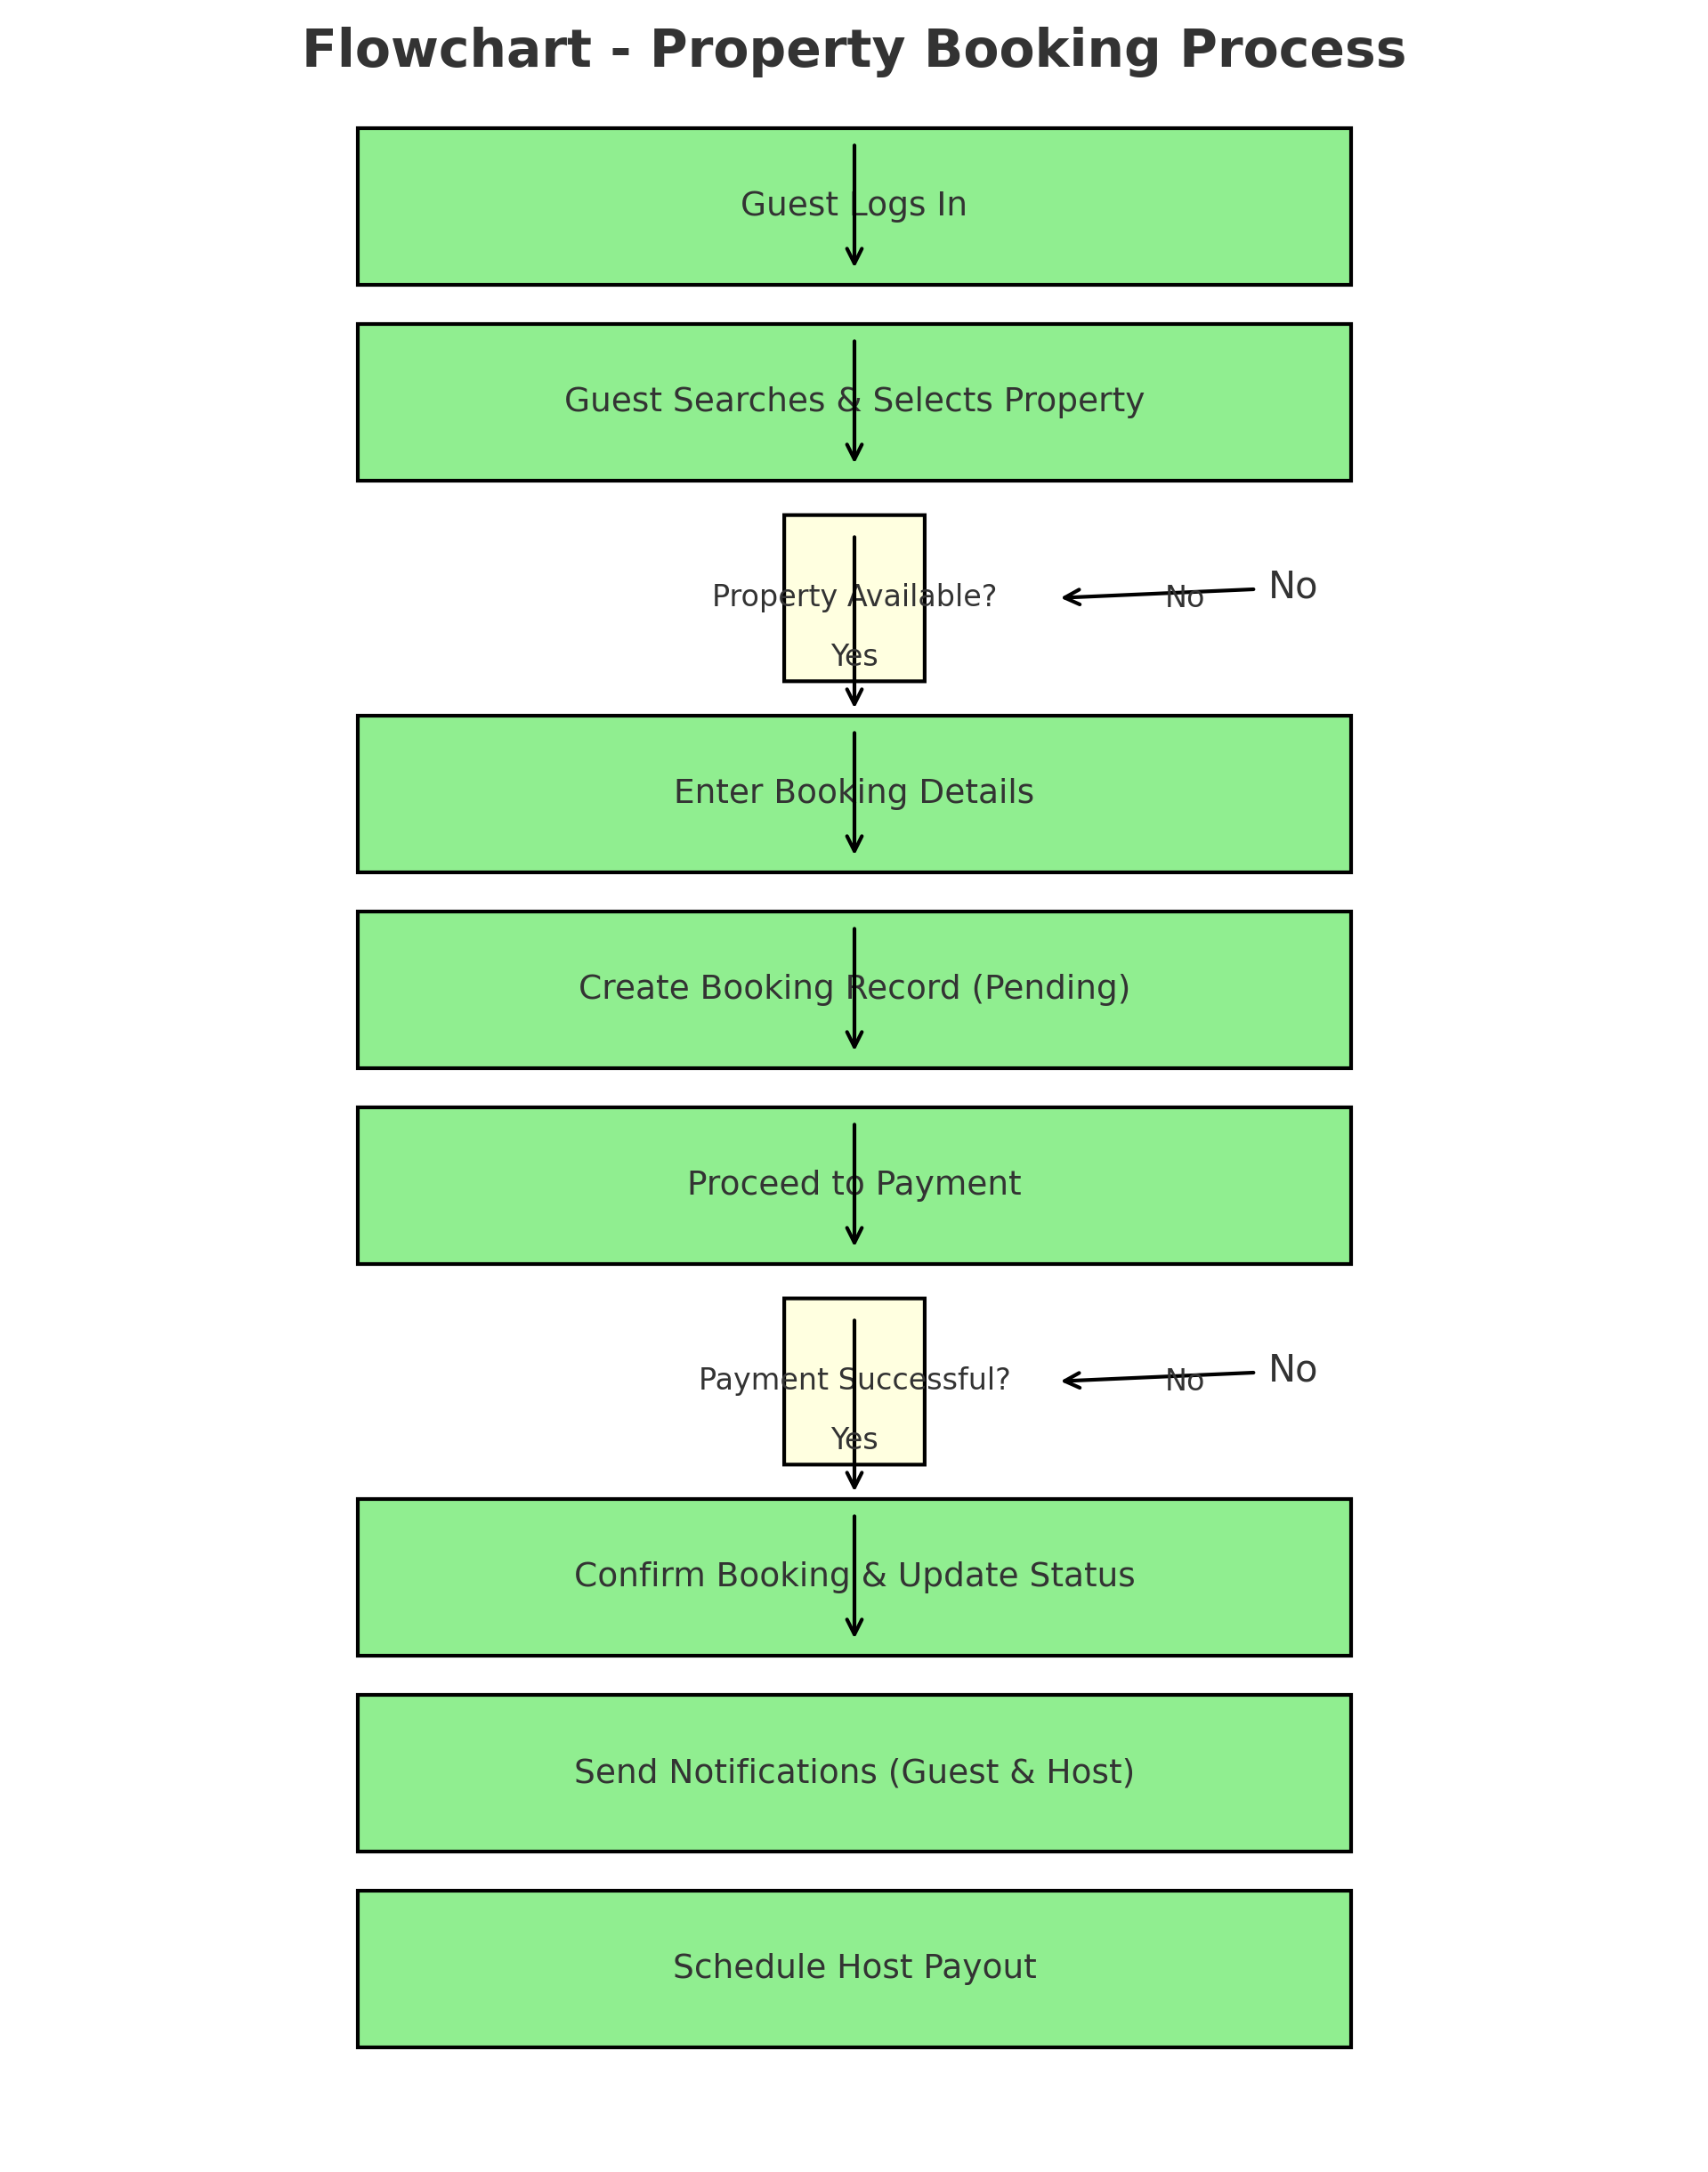 Flowchart - Property Booking Process
Guest Logs In
Guest Searches & Selects Property
Property Available?
No
No
Yes
Enter Booking Details
Create Booking Record (Pending)
Proceed to Payment
Payment Successful?
No
No
Yes
Confirm Booking & Update Status
Send Notifications (Guest & Host)
Schedule Host Payout